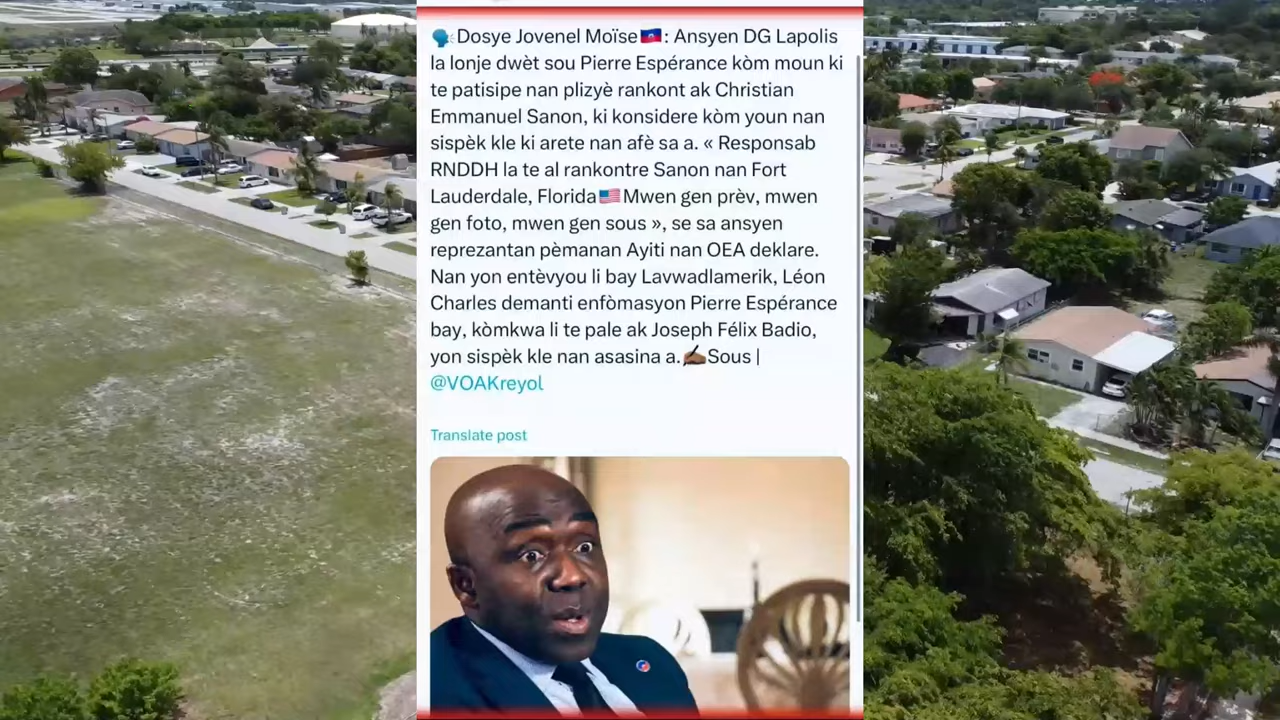 🗣️Dosye Jovenel Moïse🇭🇹: Ansyen DG Lapolis
la lonje dwèt sou Pierre Espérance kòm moun ki
te patisipe nan plizyè rankont ak Christian
Emmanuel Sanon, ki konsidere kòm youn nan
sispèk kle ki arete nan afè sa a. « Responsab
RNDDH la te al rankontre Sanon nan Fort
Lauderdale, Florida🇺🇸Mwen gen prèv, mwen
gen foto, mwen gen sous », se sa ansyen
reprezantan pèmanan Ayiti nan OEA deklare.
Nan yon entèvyou li bay Lavwadlamerik, Léon
Charles demanti enfòmasyon Pierre Espérance
bay, kòmkwa li te pale ak Joseph Félix Badio,
yon sispèk kle nan asasina a.✍🏾Sous |
@VOAKreyol
Translate post